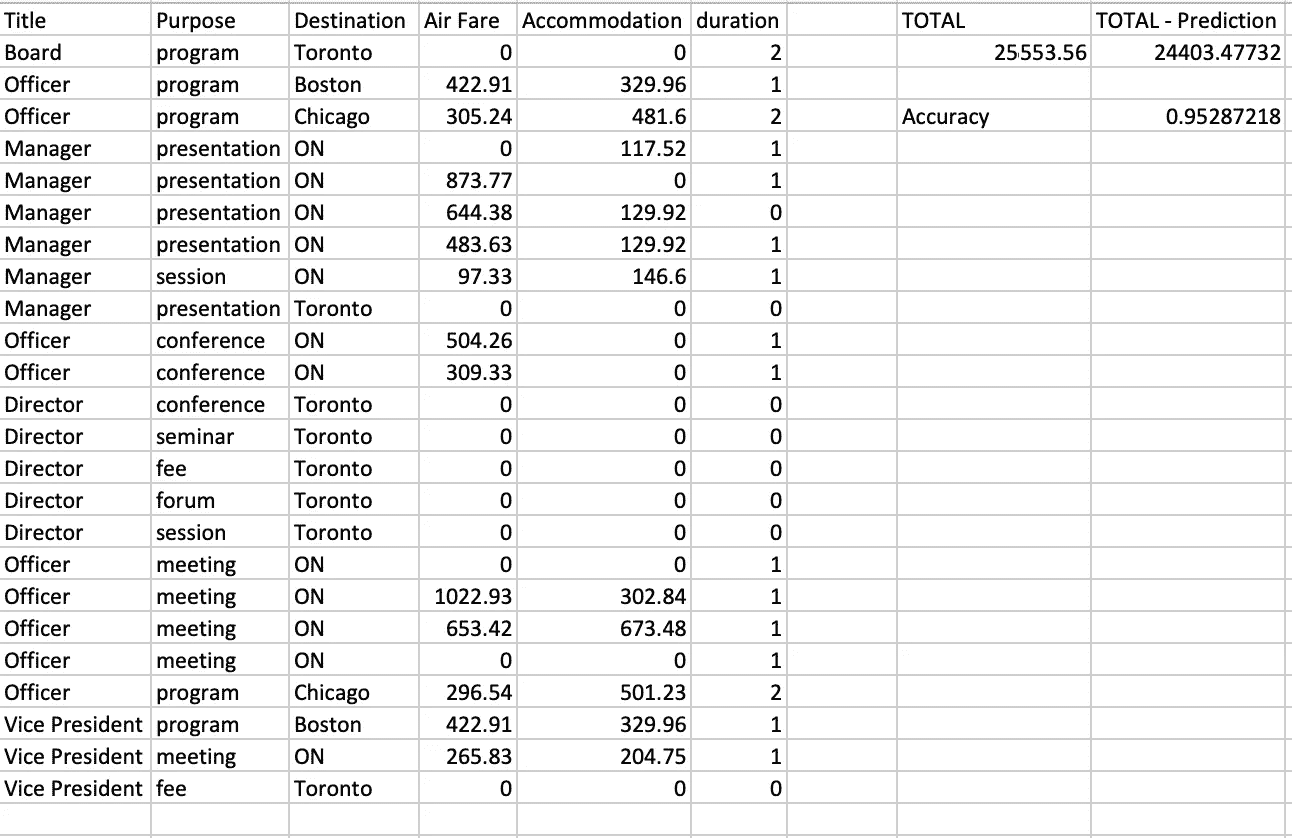 Title Purpose Destination Air Fare Accommodation duration TOTAL TOTAL - Prediction
Board program Toronto 0 0 2 25553.56 24403.47732
Officer program Boston 422.91 329.96 1
Officer program Chicago 305.24 481.6 2 Accuracy 0.95287218
Manager presentation ON 0 117.52 1
Manager presentation ON 873.77 0 1
Manager presentation ON 644.38 129.92 0
Manager presentation ON 483.63 129.92 1
Manager session ON 97.33 146.6 1
Manager presentation Toronto 0 0 0
Officer conference ON 504.26 0 1
Officer conference ON 309.33 0 1
Director conference Toronto 0 0 0
Director seminar Toronto 0 0 0
Director fee Toronto 0 0 0
Director forum Toronto 0 0 0
Director session Toronto 0 0 0
Officer meeting ON 0 0 1
Officer meeting ON 1022.93 302.84 1
Officer meeting ON 653.42 673.48 1
Officer meeting ON 0 0 1
Officer program Chicago 296.54 501.23 2
Vice President program Boston 422.91 329.96 1
Vice President meeting ON 265.83 204.75 1
Vice President fee Toronto 0 0 0